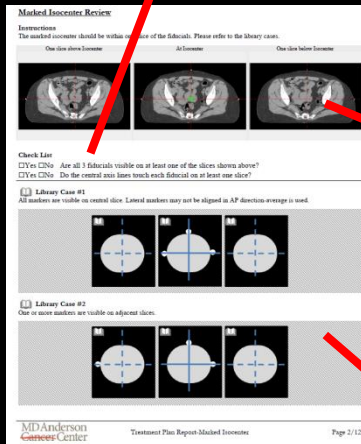 Marked Isocenter Review
Instructions
The marked isocenter should be within one slice of the fiducials. Please refer to the library cases.
One slice above Isocenter At Isocenter One slice below Isocenter
Check List
☐Yes ☐No Are all 3 fiducials visible on at least one of the slices shown above?
☐Yes ☐No Do the central axis lines touch each fiducial on at least one slice?
Library Case #1
All markers are visible on central slice. Lateral markers may not be aligned in AP direction-average is used.
Library Case #2
One or more markers are visible on adjacent slices.
MDAnderson
Cancer Center
Treatment Plan Report-Marked Isocenter
Page 2/12